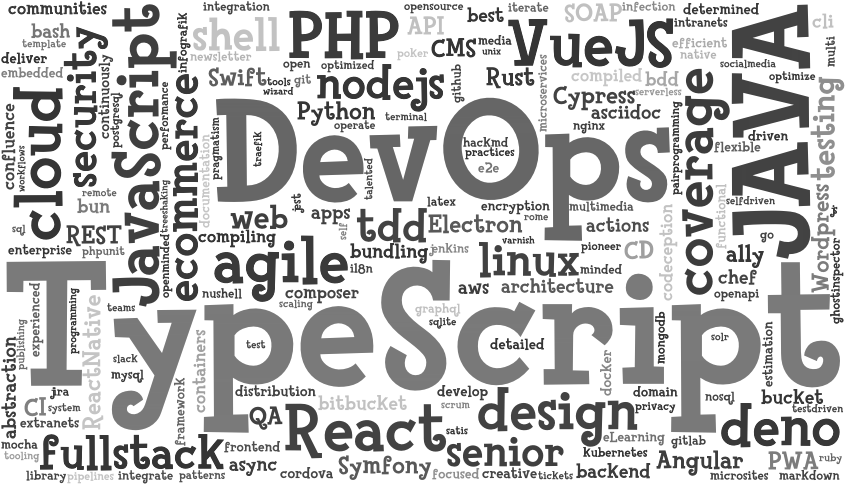 communities
integration
opensource
best
iterate
SOAP
infection
determined
intranets
cli
bash
template
deliver
embedded
security
continuously
postgresql
JavaScript
performance
infografik
shell
newsletter
PHP
API
poker
CMS
media
unix
VueJS
efficient
native
socialmedia
optimize
multi
JAVA
open
optimized
Swift
tools
git
wizard
nodejs
github
Rust
microservices
compiled
bdd
serverless
Cypress
asciidoc
nginx
Python
operate
terminal
confluence
workflows
cloud
ecommerce
documentation
pragmatism
traefik
DevOps
hackmd
practices
e2e
talented
pairprogramming
coverage
driven
flexible
testing
remote
bun
treeshaking
openminded
sql
REST
phpunit
enterprise
web
compiling
jest
apps
self
latex
tdd
Electron
encryption
rome
multimedia
actions
codeception
functional
selfdriven
go
Wordpress
ghostinspector
agile
bundling
i18n
jenkins
varnish
linux
pioneer
minded
CD
ally
chef
openapi
nushell
composer
scaling
aws
architecture
TypeScript
experienced
programming
publishing
ReactNative
teams
slack
mysql
test
graphql
sqlite
detailed
mongodb
docker
solr
estimation
abstraction
CI
jra
system
extranets
containers
framework
distribution
bitbucket
develop
scrum
domain
privacy
nosql
bucket
testdriven
mocha
tooling
fullstack
QA
React
satis
design
senior
eLearning
gitlab
deno
kubernetes
frontend
async
cordova
Symfony
focused
creative
tickets
backend
Angular
PWA
ruby
library
pipelines
integrate
patterns
microsites
markdown